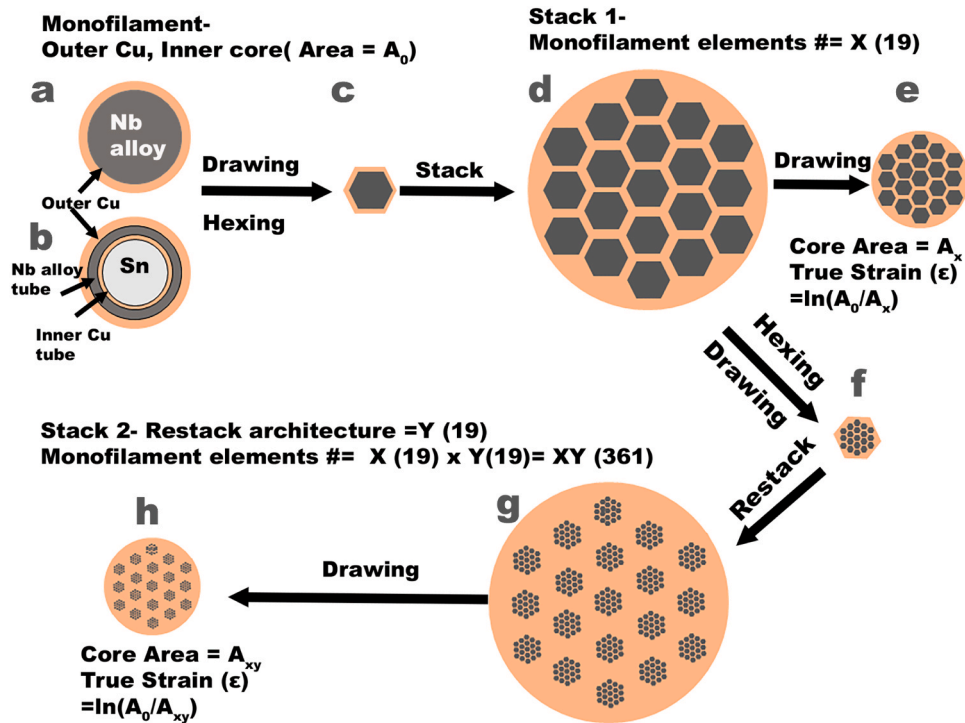 Monofilament-
Outer Cu, Inner core( Area = A₀)
Stack 1-
Monofilament elements #= X (19)
a
Nb
alloy
Outer Cu
b
Sn
Nb alloy
tube
Inner Cu
tube
Drawing
Hexing
c
Stack
d
Drawing
e
Core Area = Aₓ
True Strain (ε)
=ln(A₀/Aₓ)
Hexing
Drawing
f
Restack
Stack 2- Restack architecture =Y (19)
Monofilament elements #= X (19) x Y(19)= XY (361)
g
Drawing
h
Core Area = Axy
True Strain (ε)
=ln(A₀/Axy)